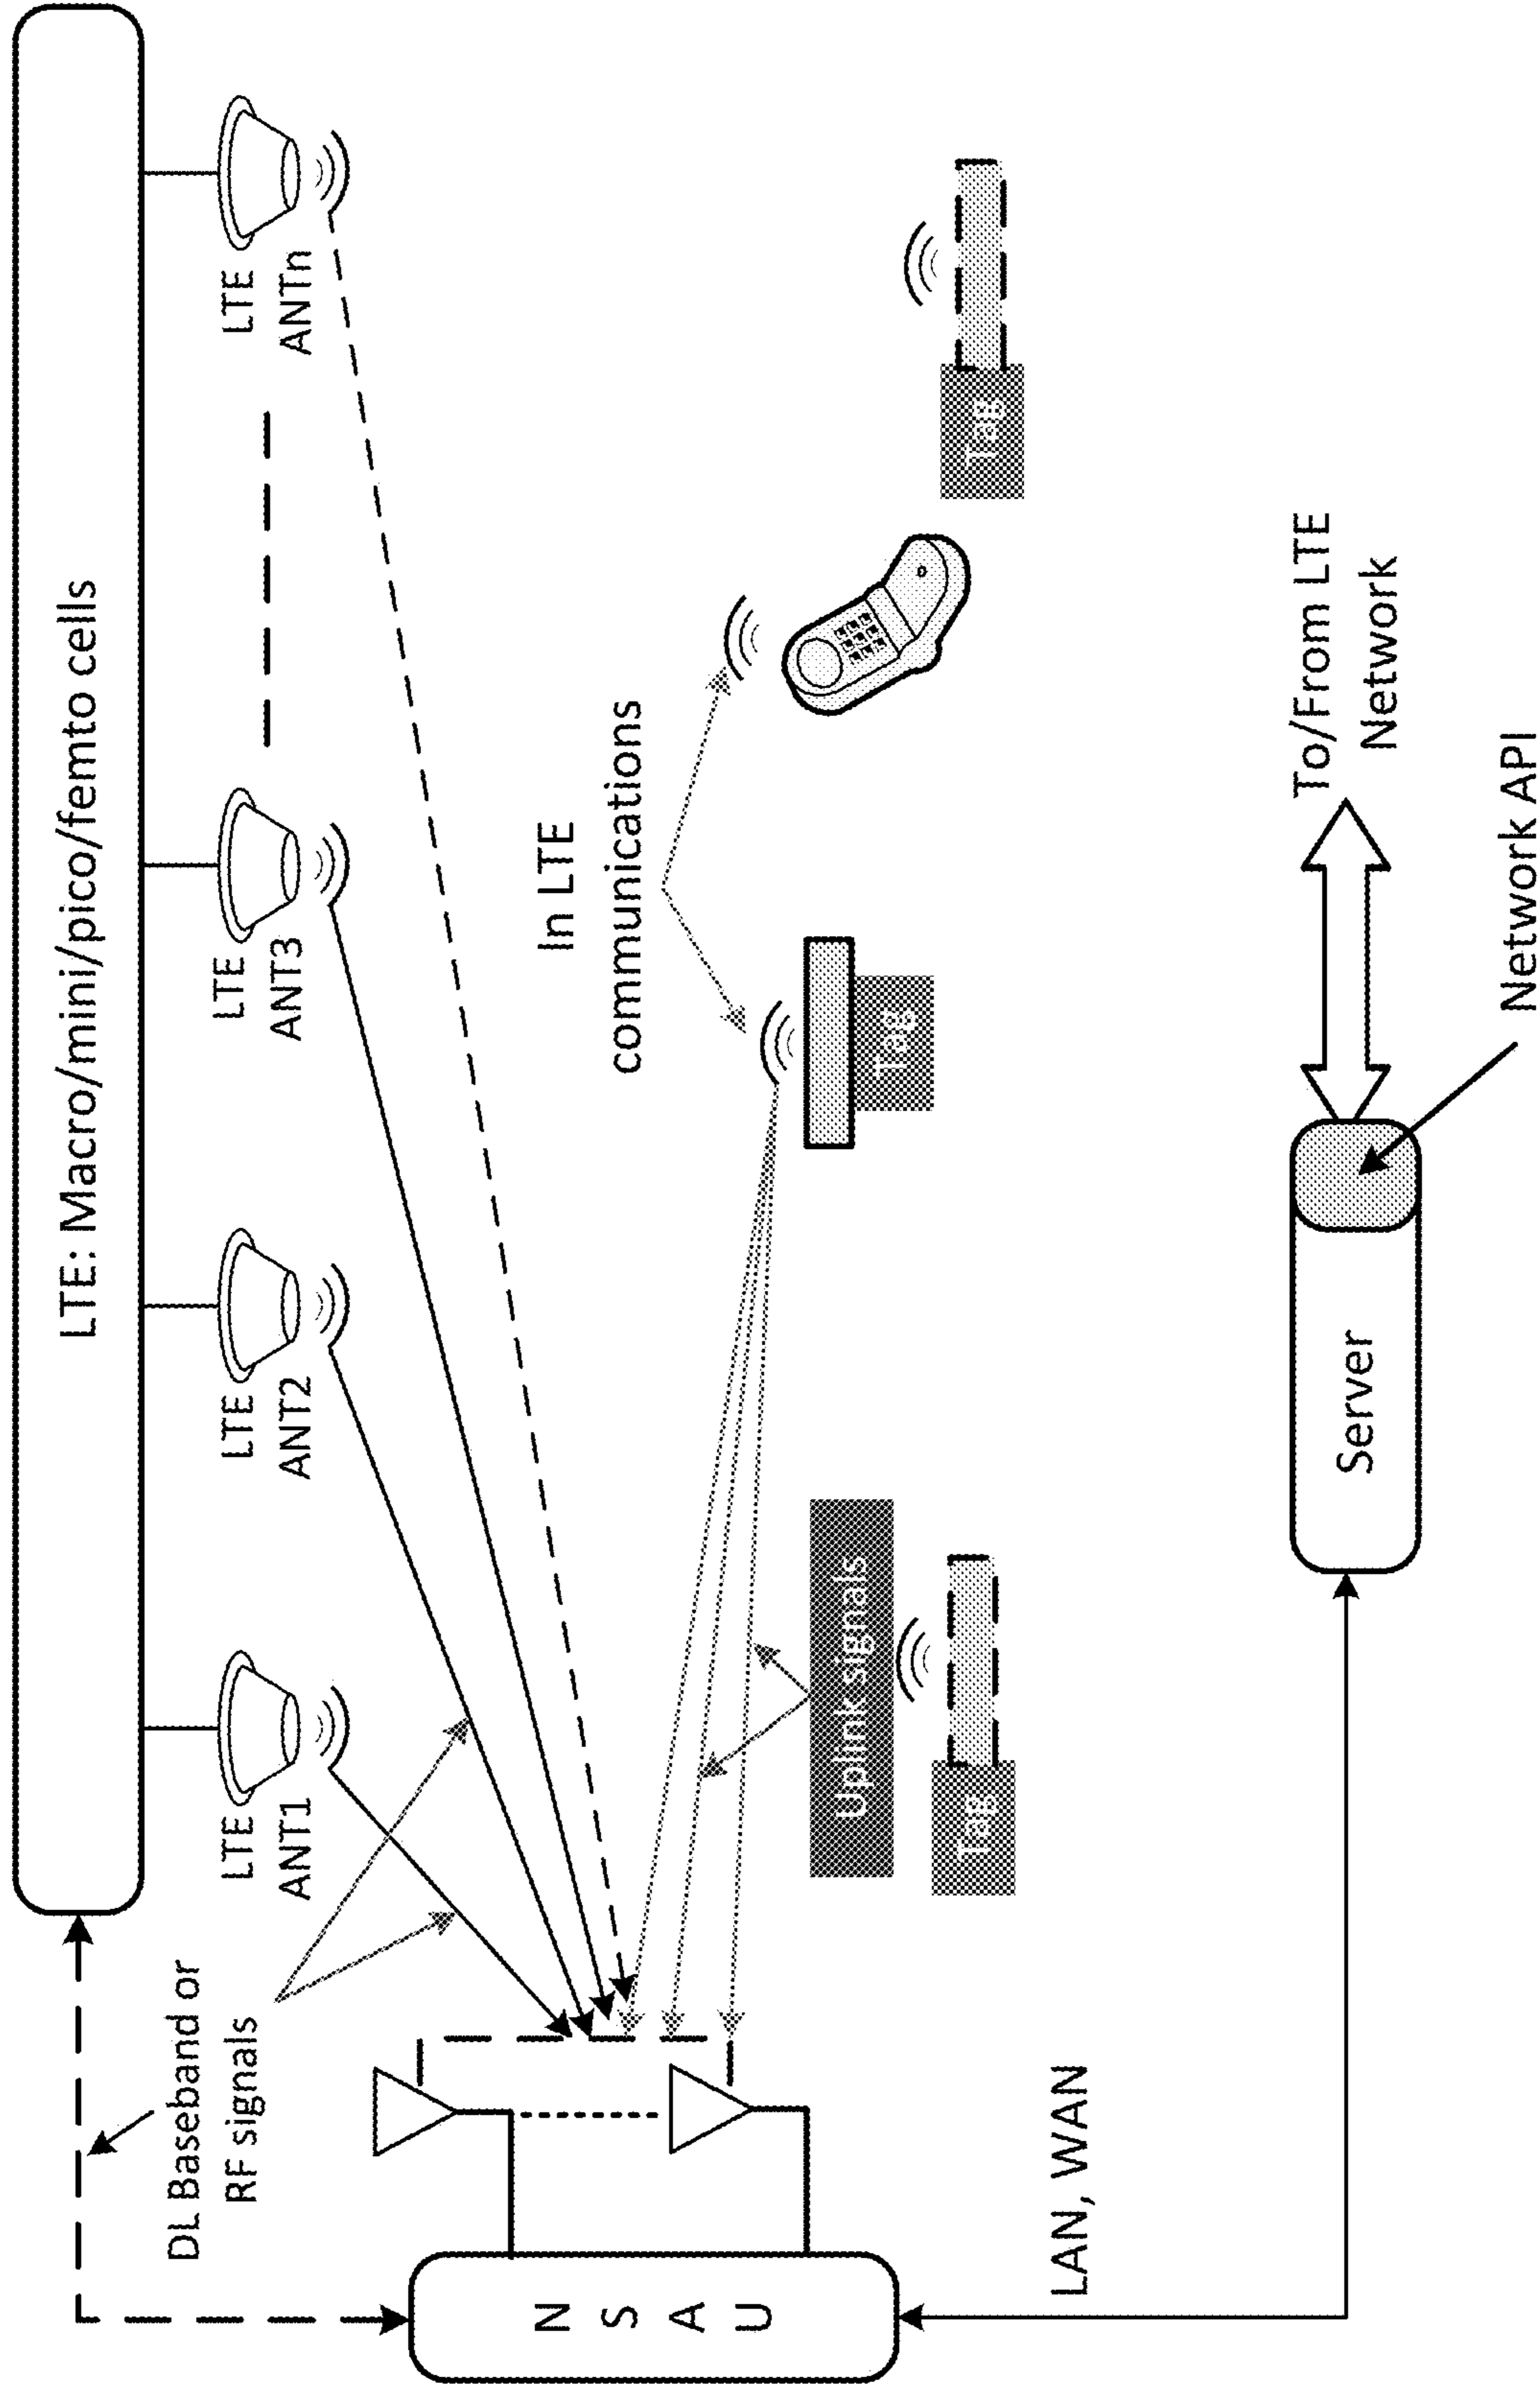 LTE: Macro/mini/pico/femto cells
DL Baseband or
RF signals
LTE
ANT1
LTE
ANT2
LTE
ANT3
LTE
ANTn
N
S
A
U
In LTE
communications
Uplink signals
Tag
Tag
Tag
LAN, WAN
Server
To/From LTE
Network
Network API